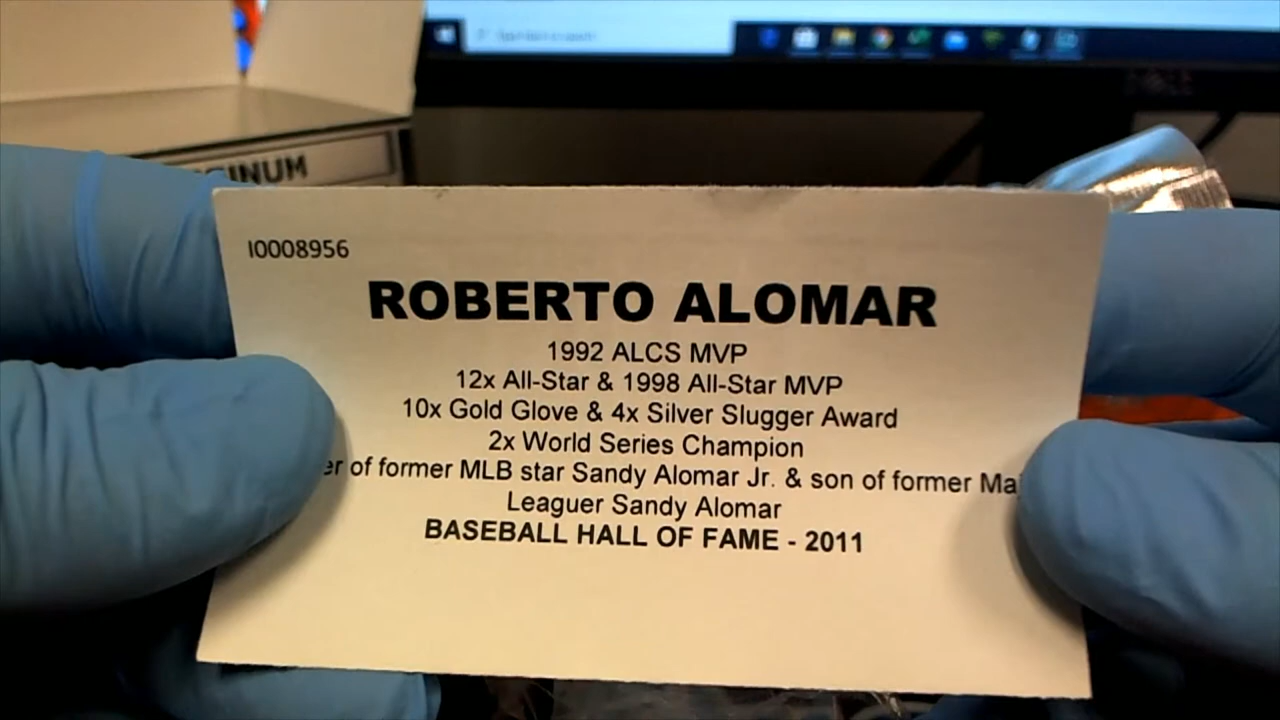 INUM
I0008956
ROBERTO ALOMAR
1992 ALCS MVP
12x All-Star & 1998 All-Star MVP
10x Gold Glove & 4x Silver Slugger Award
2x World Series Champion
er of former MLB star Sandy Alomar Jr. & son of former Ma
Leaguer Sandy Alomar
BASEBALL HALL OF FAME - 2011